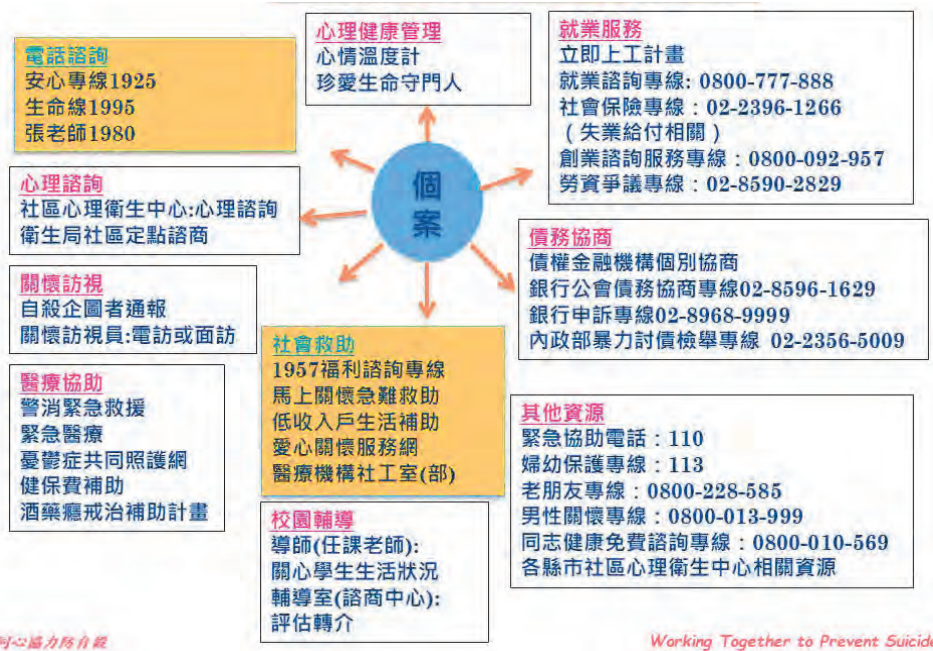 電話諮詢
安心專線1925
生命線1995
張老師1980
心理健康管理
心情溫度計
珍愛生命守門人
就業服務
立即上工計畫
就業諮詢專線: 0800-777-888
社會保險專線：02-2396-1266
（失業給付相關）
創業諮詢服務專線：0800-092-957
勞資爭議專線：02-8590-2829
個案
心理諮詢
社區心理衛生中心:心理諮詢
衛生局社區定點諮商
債務協商
債權金融機構個別協商
銀行公會債務協商專線02-8596-1629
銀行申訴專線02-8968-9999
內政部暴力討債檢舉專線 02-2356-5009
關懷訪視
自殺企圖者通報
關懷訪視員:電訪或面訪
社會救助
1957福利諮詢專線
馬上關懷急難救助
低收入戶生活補助
愛心關懷服務網
醫療機構社工室(部)
醫療協助
警消緊急救援
緊急醫療
憂鬱症共同照護網
健保費補助
酒藥癮戒治補助計畫
其他資源
緊急協助電話：110
婦幼保護專線：113
老朋友專線：0800-228-585
男性關懷專線：0800-013-999
同志健康免費諮詢專線：0800-010-569
各縣市社區心理衛生中心相關資源
校園輔導
導師(任課老師):
關心學生生活狀況
輔導室(諮商中心):
評估轉介
同心協力防自殺
Working Together to Prevent Suicide